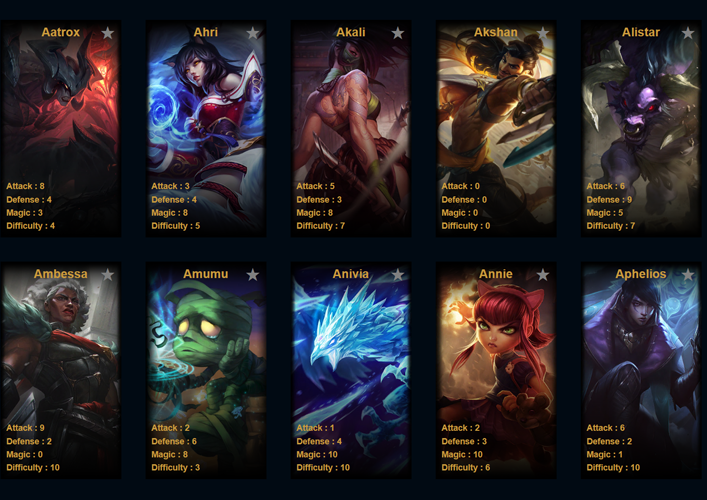 Aatrox
Attack : 8
Defense : 4
Magic : 3
Difficulty : 4
Ahri
Attack : 3
Defense : 4
Magic : 8
Difficulty : 5
Akali
Attack : 5
Defense : 3
Magic : 8
Difficulty : 7
Akshan
Attack : 0
Defense : 0
Magic : 0
Difficulty : 0
Alistar
Attack : 6
Defense : 9
Magic : 5
Difficulty : 7
Ambessa
Attack : 9
Defense : 2
Magic : 0
Difficulty : 10
Amumu
Attack : 2
Defense : 6
Magic : 8
Difficulty : 3
Anivia
Attack : 1
Defense : 4
Magic : 10
Difficulty : 10
Annie
Attack : 2
Defense : 3
Magic : 10
Difficulty : 6
Aphelios
Attack : 6
Defense : 2
Magic : 1
Difficulty : 10